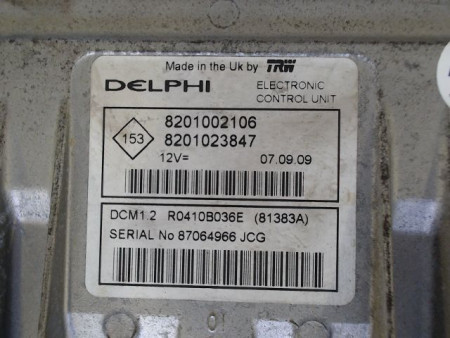 Made in the Uk by TRW
DELPHI
ELECTRONIC
CONTROL UNIT
153
8201002106
8201023847
12V=
07.09.09
DCM1.2 R0410B036E (81383A)
SERIAL No 87064966 JCG